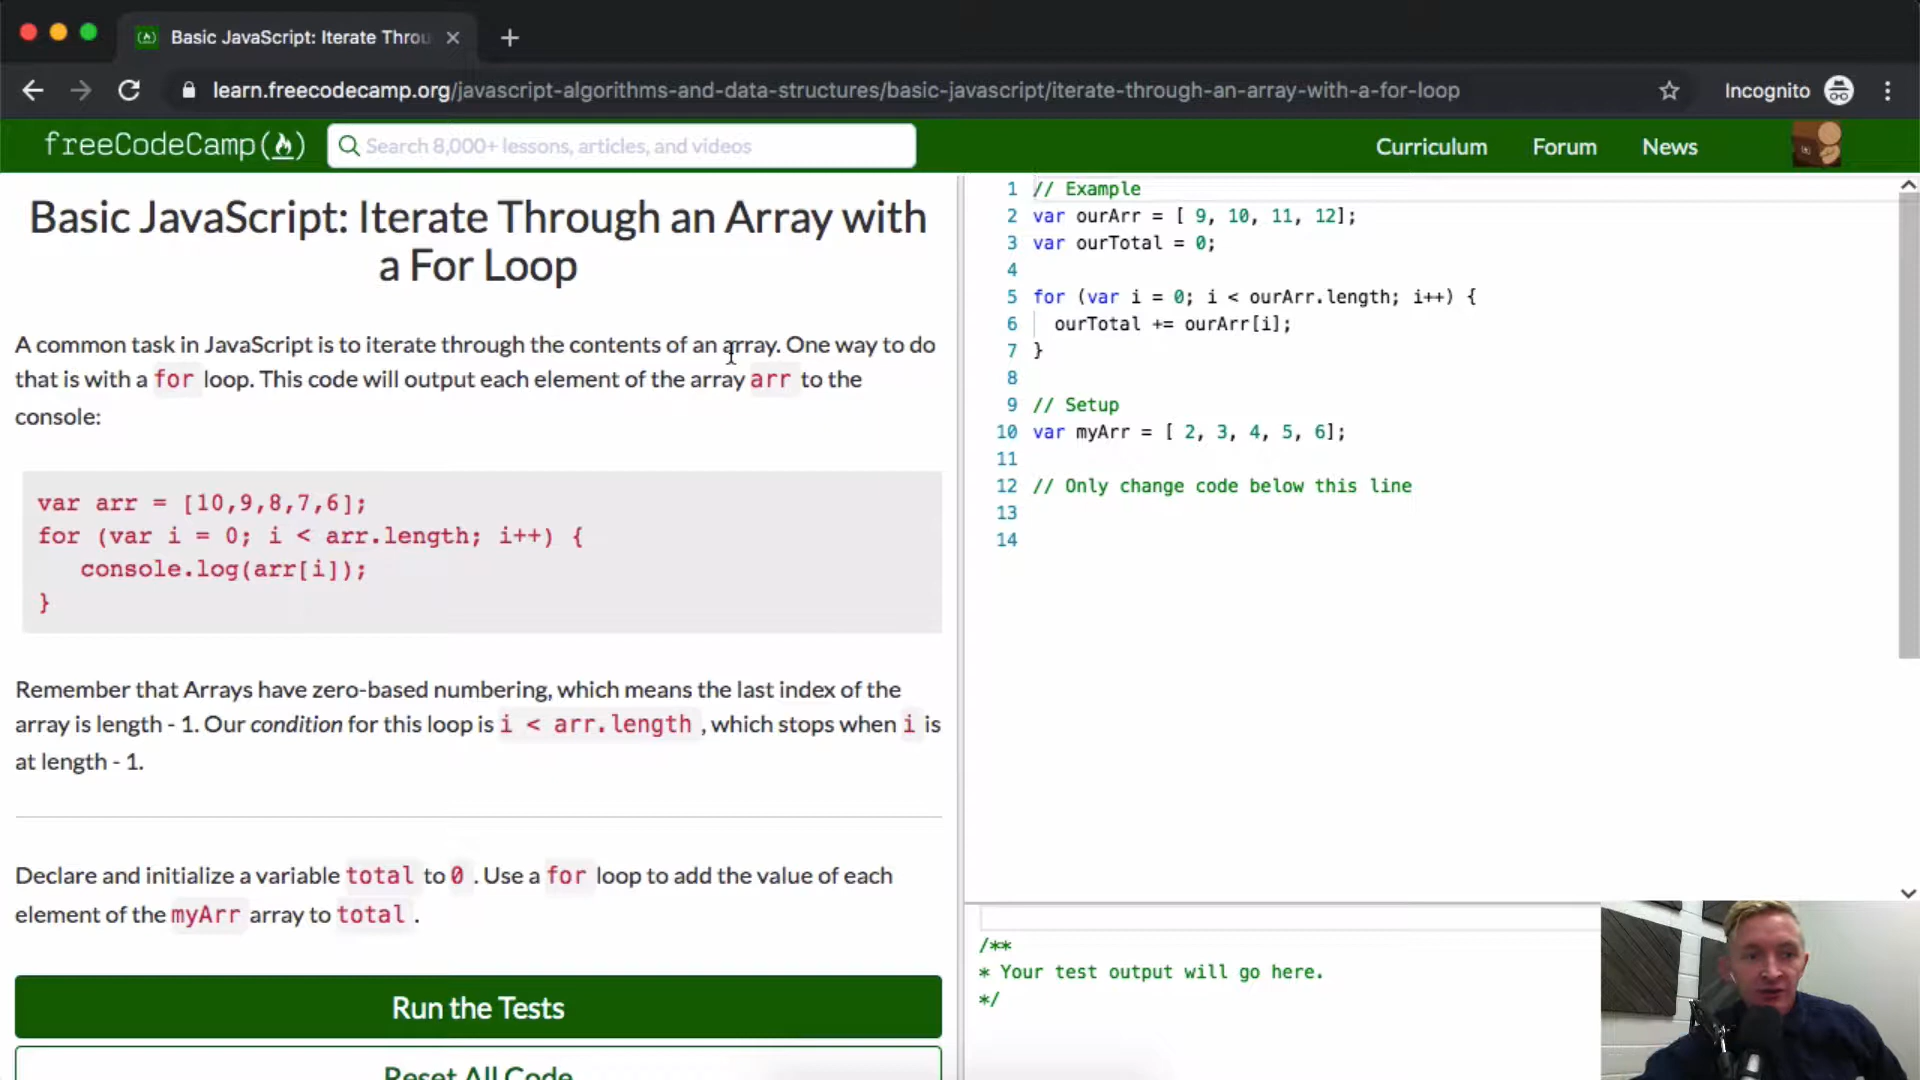 Basic JavaScript: Iterate Throu
learn.freecodecamp.org/javascript-algorithms-and-data-structures/basic-javascript/iterate-through-an-array-with-a-for-loop
Incognito
freeCodeCamp
Search 8,000+ lessons, articles, and videos
Curriculum
Forum
News
Basic JavaScript: Iterate Through an Array with
a For Loop
A common task in JavaScript is to iterate through the contents of an array. One way to do
that is with a for loop. This code will output each element of the array arr to the
console:
var arr = [10,9,8,7,6];
for (var i = 0; i < arr.length; i++) {
   console.log(arr[i]);
}
Remember that Arrays have zero-based numbering, which means the last index of the
array is length - 1. Our condition for this loop is i < arr.length , which stops when i is
at length - 1.
Declare and initialize a variable total to 0 . Use a for loop to add the value of each
element of the myArr array to total .
Run the Tests
Reset All Code
1 // Example
2 var ourArr = [ 9, 10, 11, 12];
3 var ourTotal = 0;
4
5 for (var i = 0; i < ourArr.length; i++) {
6   ourTotal += ourArr[i];
7 }
8
9 // Setup
10 var myArr = [ 2, 3, 4, 5, 6];
11
12 // Only change code below this line
13
14
/**
* Your test output will go here.
*/